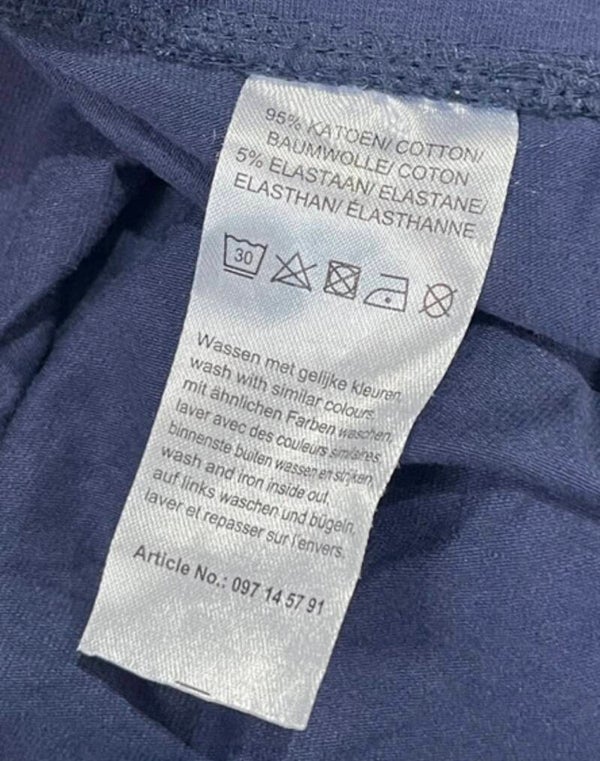 95% KATOEN/ COTTON/
BAUMWOLLE/ COTON
5% ELASTAAN/ ELASTANE/
ELASTHAN/ ÉLASTHANNE
30
Wassen met gelijke kleuren,
wash with similar colours,
mit ähnlichen Farben waschen,
laver avec des couleurs similaires
binnenste buiten wassen en strijken,
wash and iron inside out,
auf links waschen und bügeln,
laver et repasser sur l'envers.
Article No.: 097 14 57 91